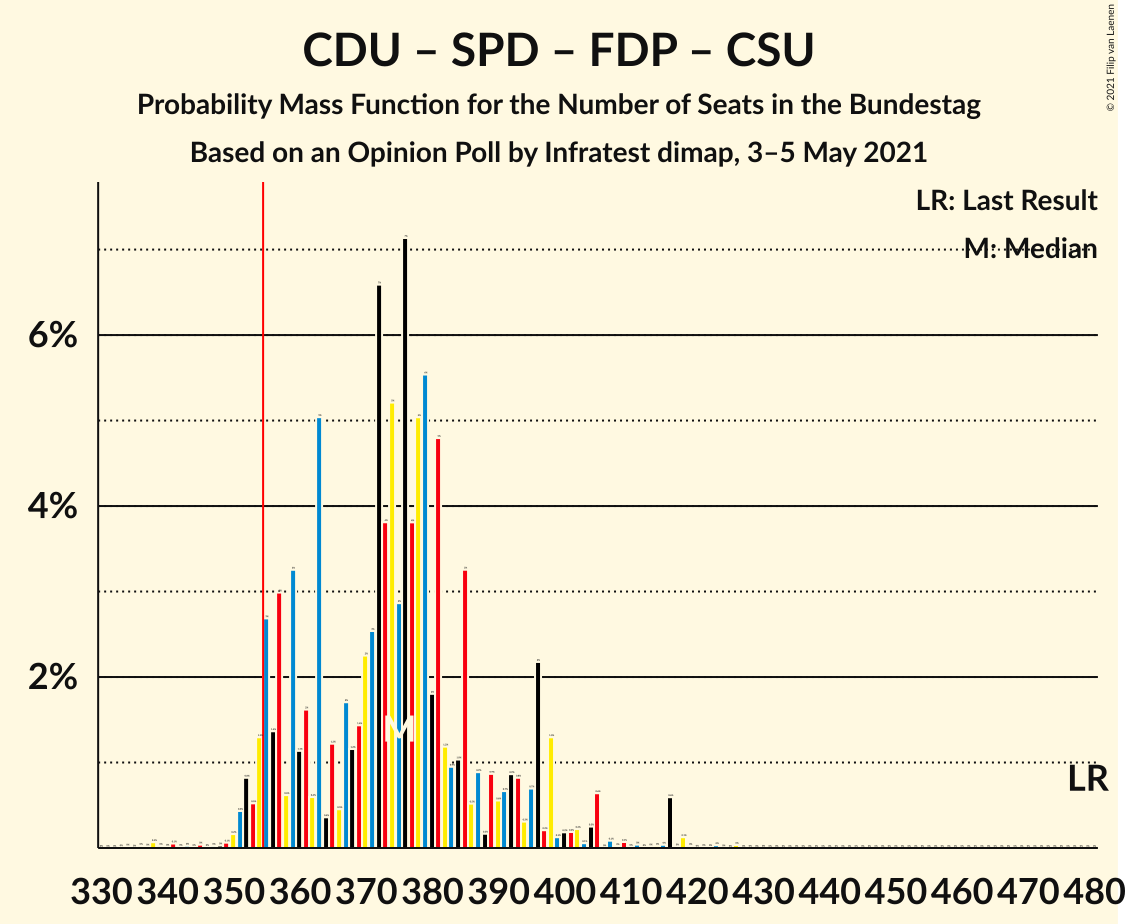 CDU – SPD – FDP – CSU
Probability Mass Function for the Number of Seats in the Bundestag
Based on an Opinion Poll by Infratest dimap, 3–5 May 2021
© 2021 Filip van Laenen
LR: Last Result
M: Median
6%
4%
2%
M
LR
330 340 350 360 370 380 390 400 410 420 430 440 450 460 470 480